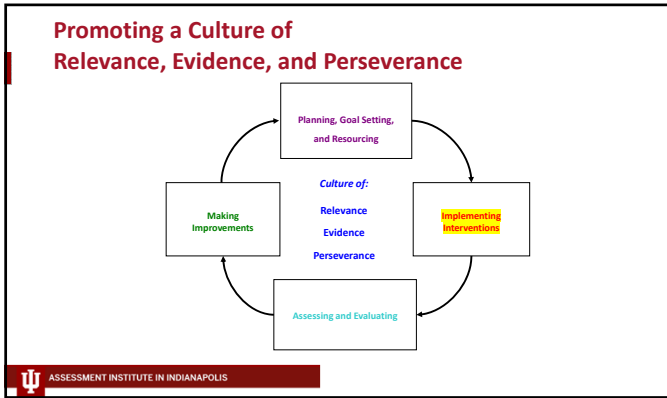 Promoting a Culture of
Relevance, Evidence, and Perseverance
Planning, Goal Setting,
and Resourcing
Culture of:
Relevance
Evidence
Perseverance
Making
Improvements
Implementing
Interventions
Assessing and Evaluating
ASSESSMENT INSTITUTE IN INDIANAPOLIS